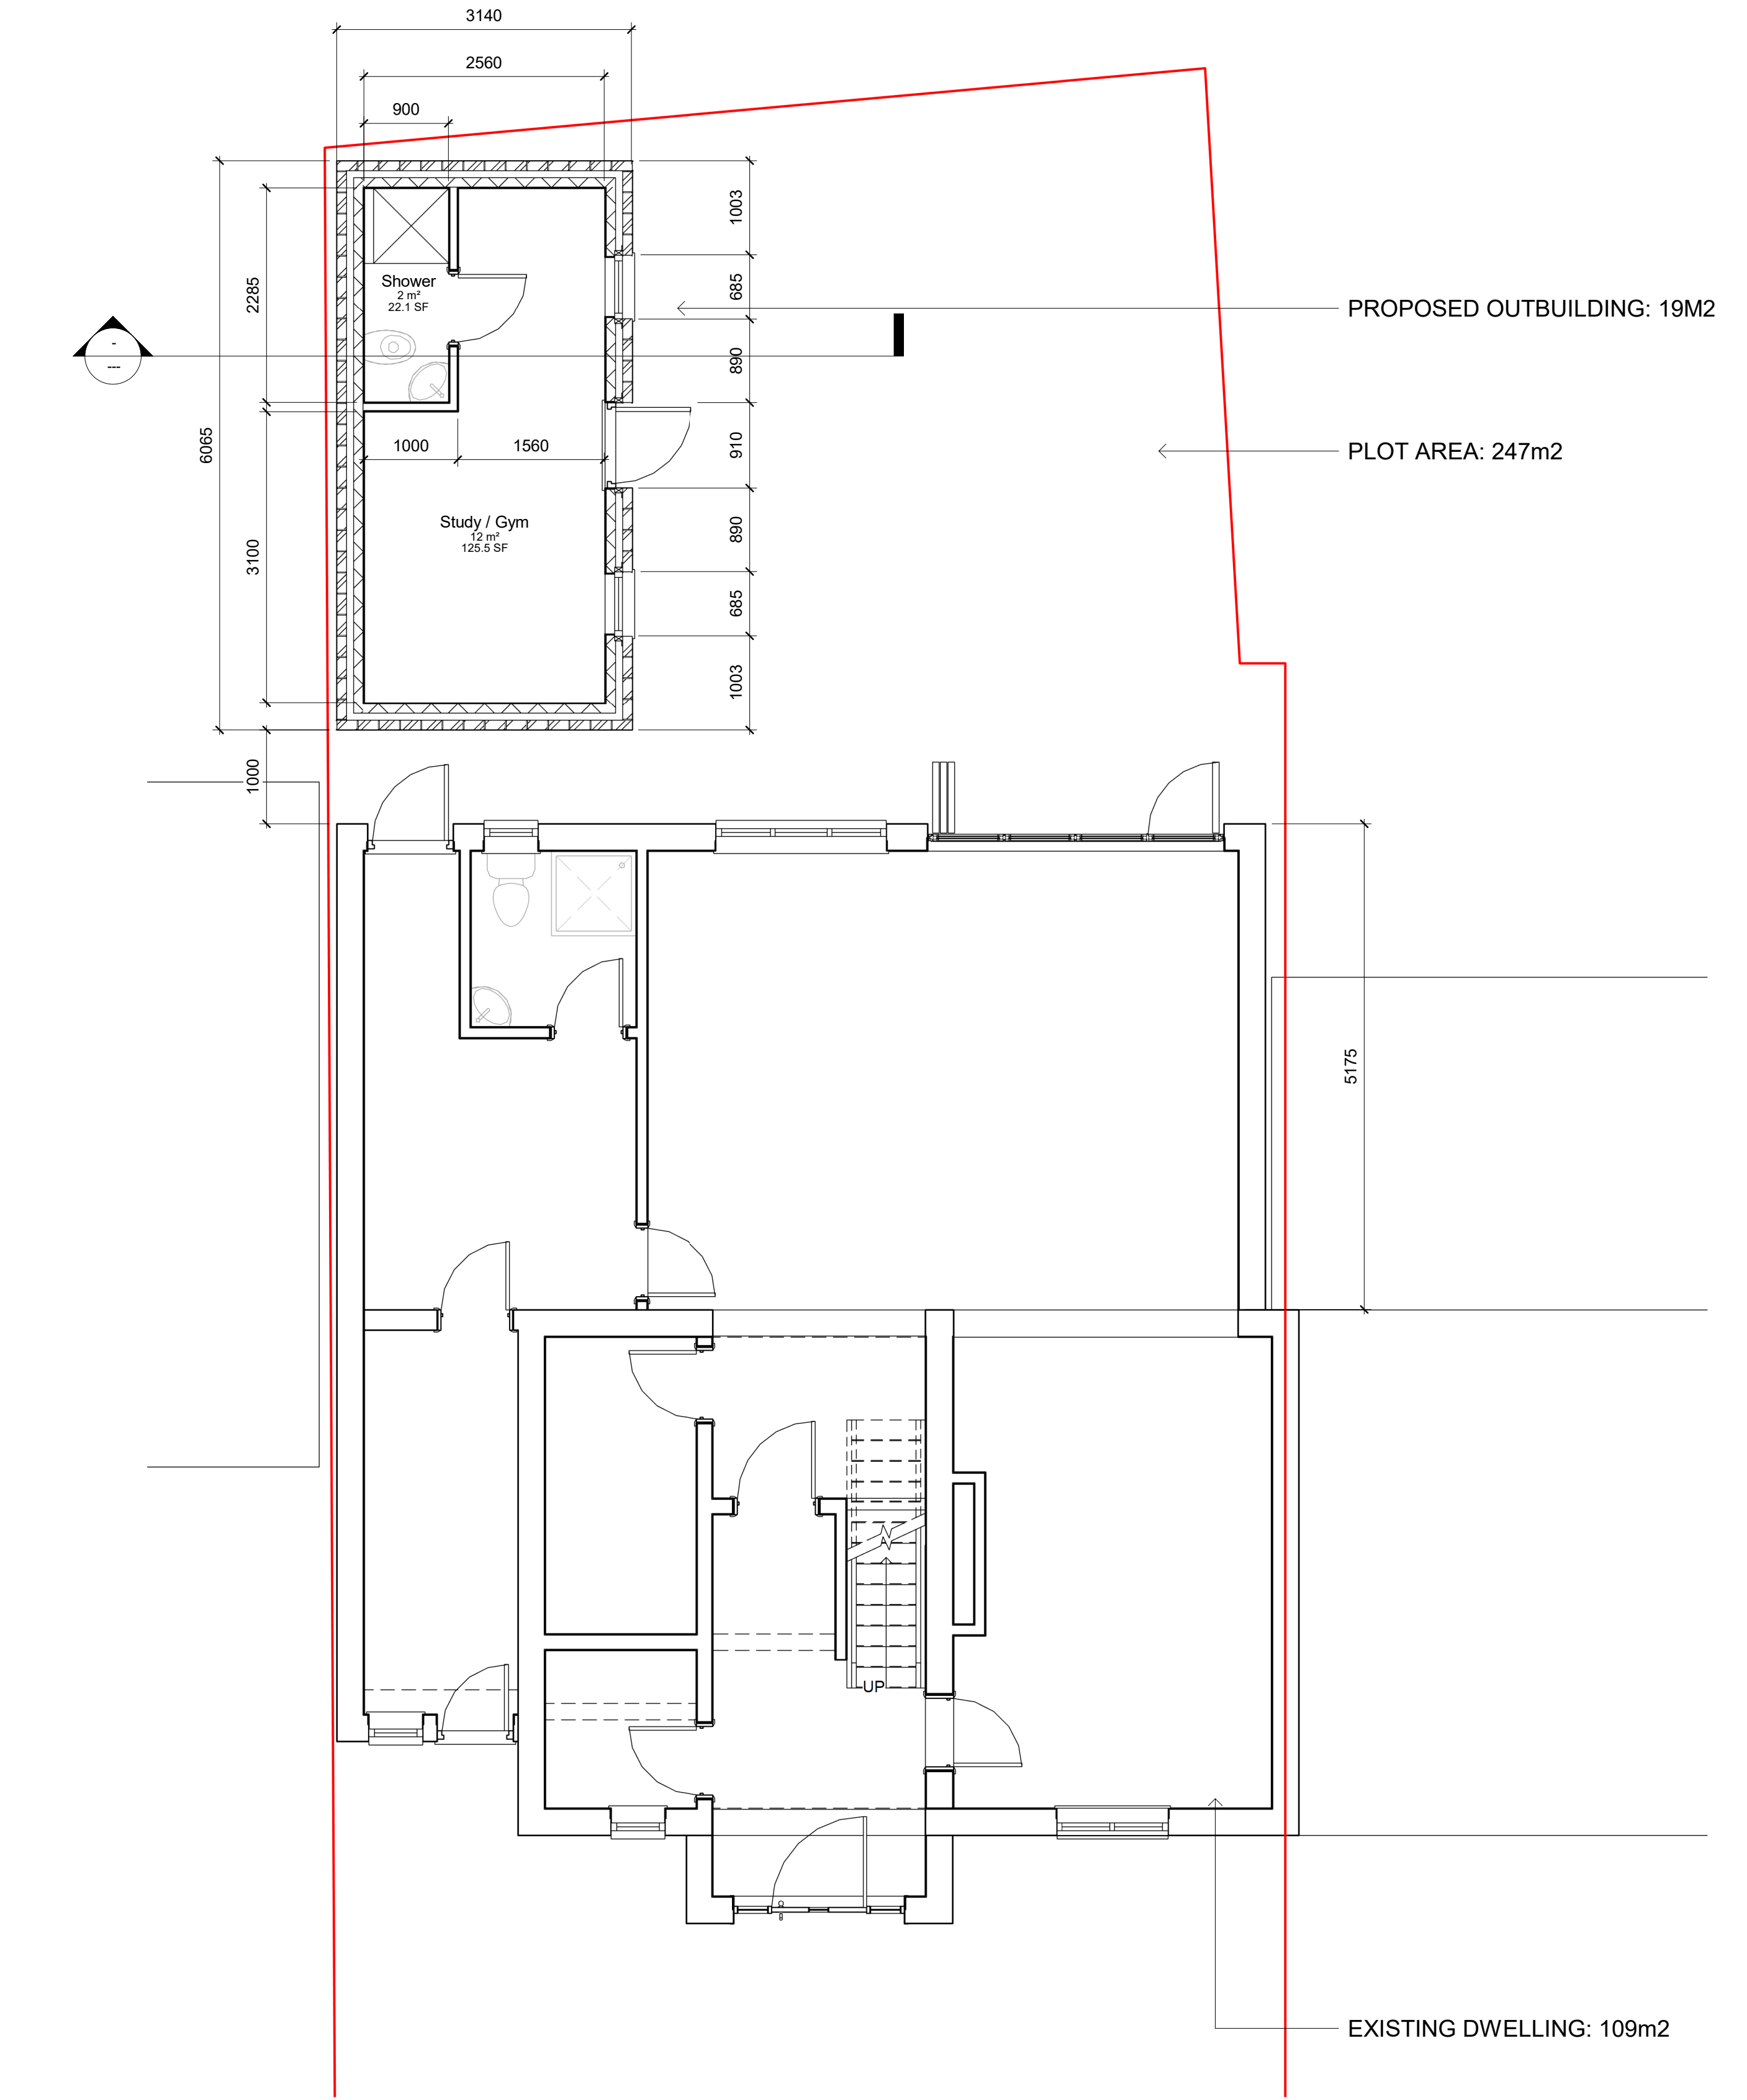 3140
2560
900
1003
685
890
910
890
685
1003
2285
6065
3100
1000
Shower
2 m²
22.1 SF
-
---
1000
1560
Study / Gym
12 m²
125.5 SF
PROPOSED OUTBUILDING: 19M2
PLOT AREA: 247m2
5175
UP
EXISTING DWELLING: 109m2